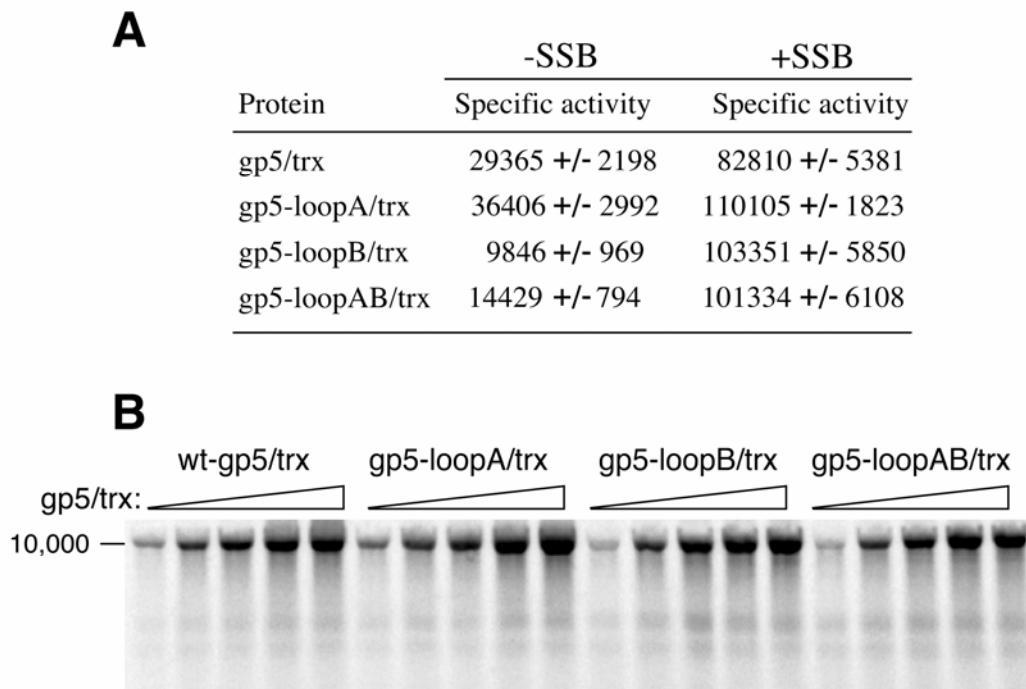 A
-SSB +SSB
Protein Specific activity Specific activity
gp5/trx 29365 +/- 2198 82810 +/- 5381
gp5-loopA/trx 36406 +/- 2992 110105 +/- 1823
gp5-loopB/trx 9846 +/- 969 103351 +/- 5850
gp5-loopAB/trx 14429 +/- 794 101334 +/- 6108
B
wt-gp5/trx gp5-loopA/trx gp5-loopB/trx gp5-loopAB/trx
gp5/trx:
10,000